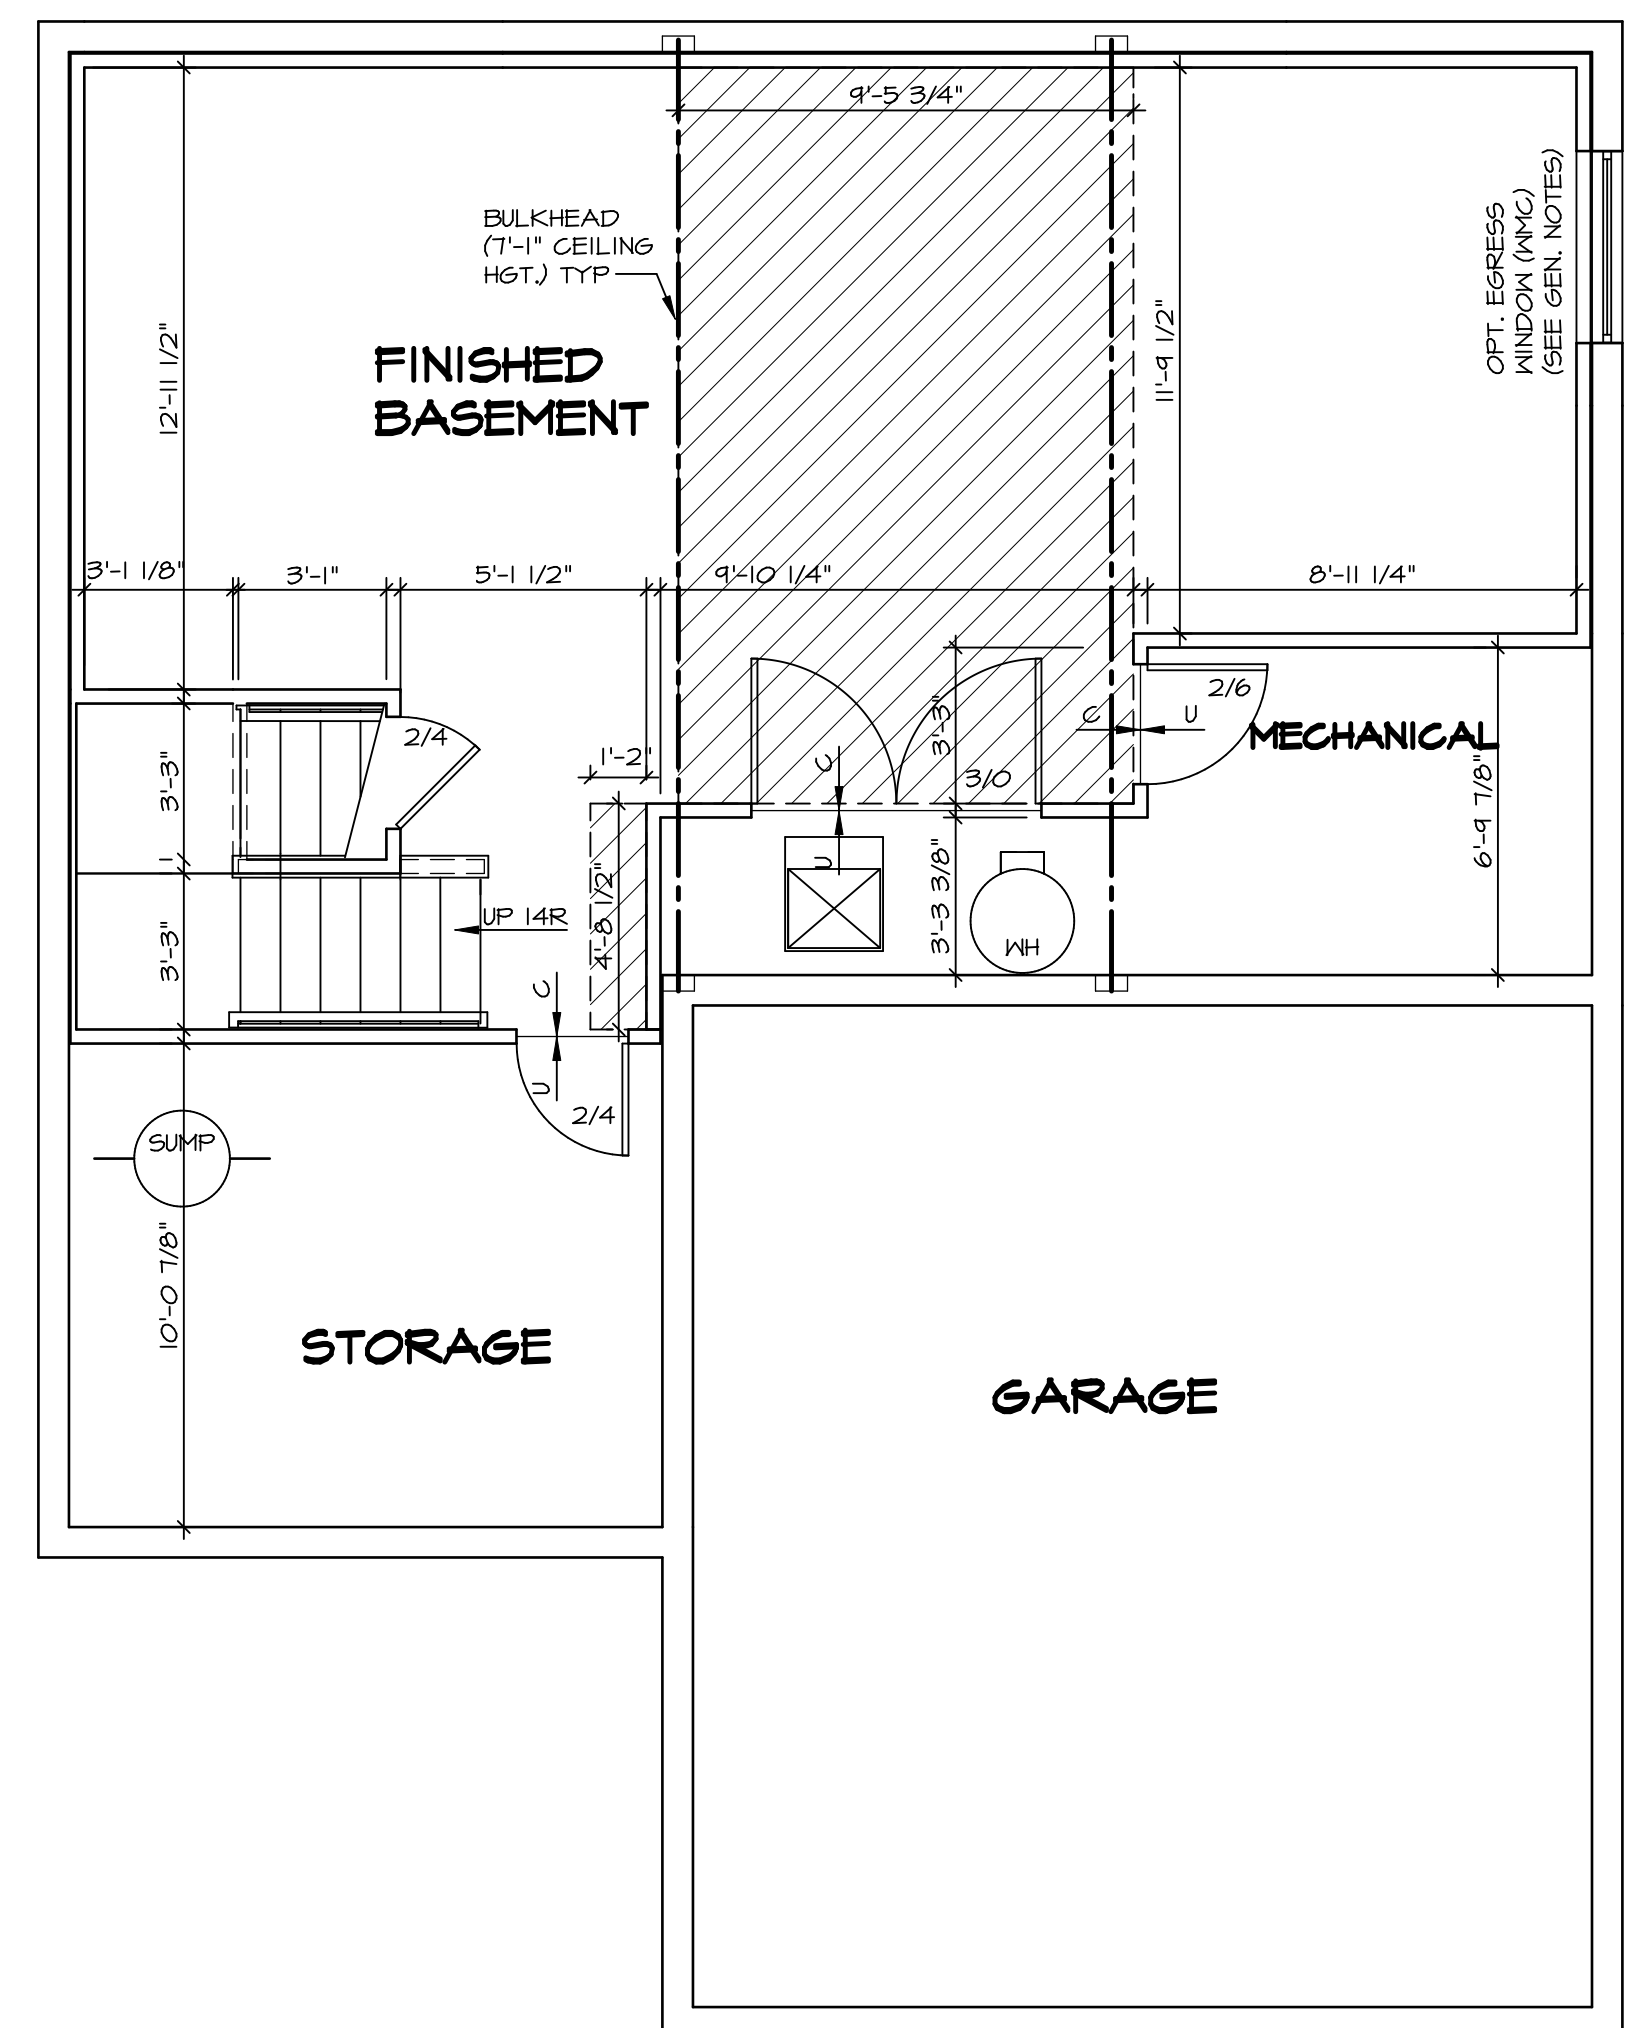 9'-5 3/4"
BULKHEAD
(7'-1" CEILING
HGT.) TYP
OPT. EGRESS
WINDOW (WMC)
(SEE GEN. NOTES)
12'-11 1/2"
11'-9 1/2"
FINISHED
BASEMENT
3'-1 1/8"
3'-1"
5'-1 1/2"
9'-10 1/4"
8'-11 1/4"
2/4
3'-3"
1'-2"
C
U
3'-3"
3/0
C
U
2/6
MECHANICAL
6'-9 7/8"
3'-3"
UP 14R
4'-8 1/2"
3'-3 3/8"
WH
C
U
2/4
SUMP
10'-0 7/8"
STORAGE
GARAGE